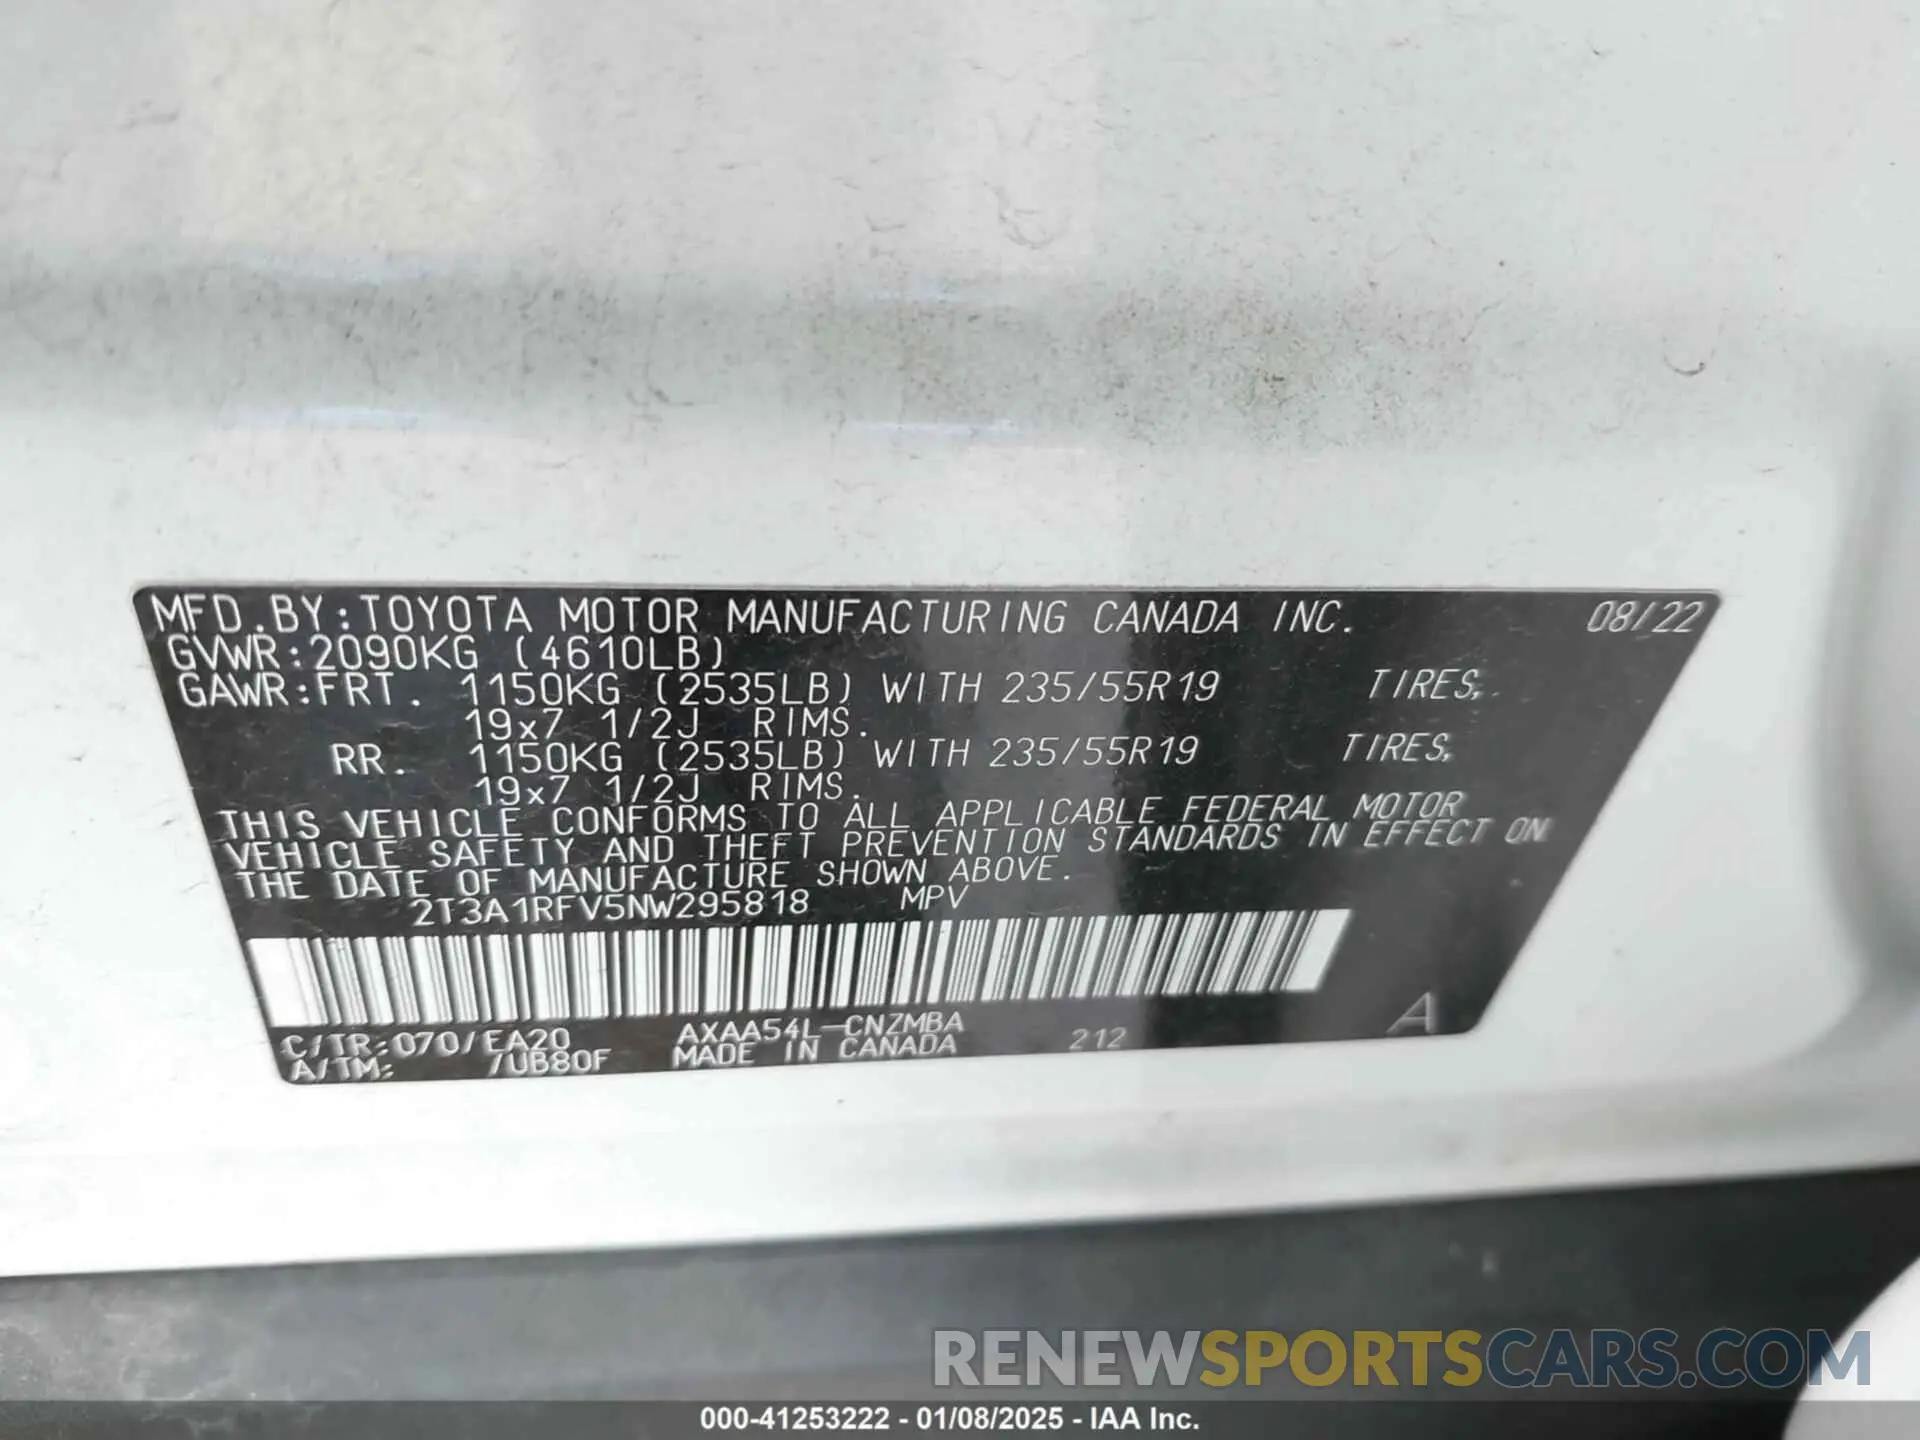 MFD.BY:TOYOTA MOTOR MANUFACTURING CANADA INC. 08/22
GVWR:2090KG (4610LB)
GAWR:FRT. 1150KG (2535LB) WITH 235/55R19 TIRES,
19x7 1/2J RIMS.
RR. 1150KG (2535LB) WITH 235/55R19 TIRES,
19x7 1/2J RIMS.
THIS VEHICLE CONFORMS TO ALL APPLICABLE FEDERAL MOTOR
VEHICLE SAFETY AND THEFT PREVENTION STANDARDS IN EFFECT ON
THE DATE OF MANUFACTURE SHOWN ABOVE.
2T3A1RFV5NW295818 MPV
C/TR:070/EA20 AXAA54L-CNZMBA 212 A
A/TM: /UB80F MADE IN CANADA
RENEWSPORTSCARS.COM
000-41253222 - 01/08/2025 - IAA Inc.